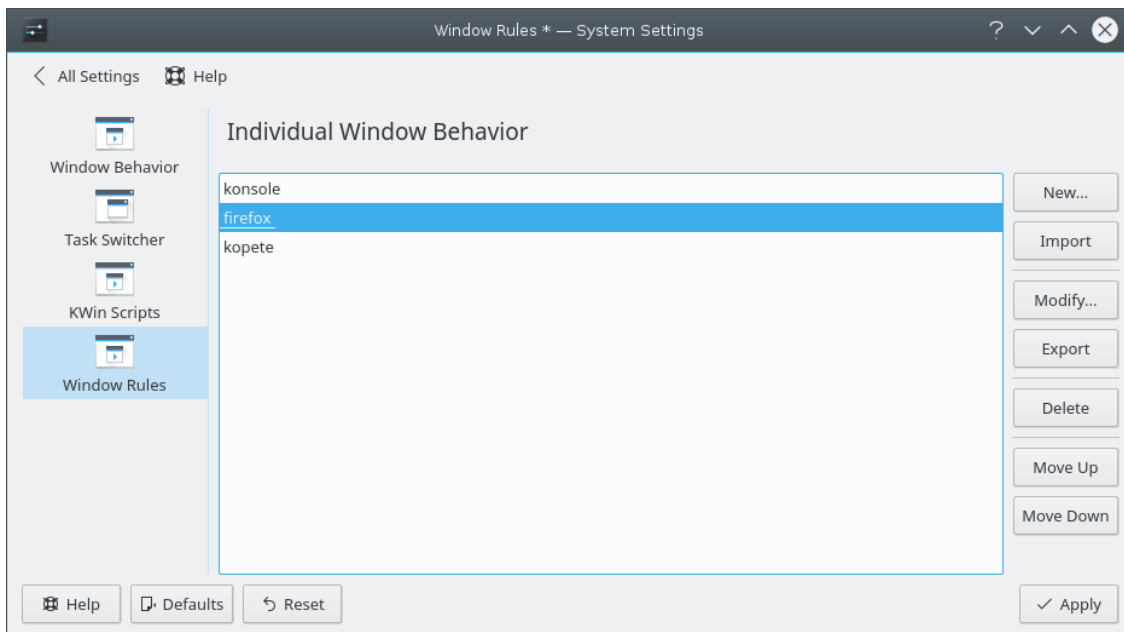 Window Rules * — System Settings
All Settings Help
Individual Window Behavior
Window Behavior
Task Switcher
KWin Scripts
Window Rules
konsole
firefox
kopete
New...
Import
Modify...
Export
Delete
Move Up
Move Down
Help Defaults Reset Apply